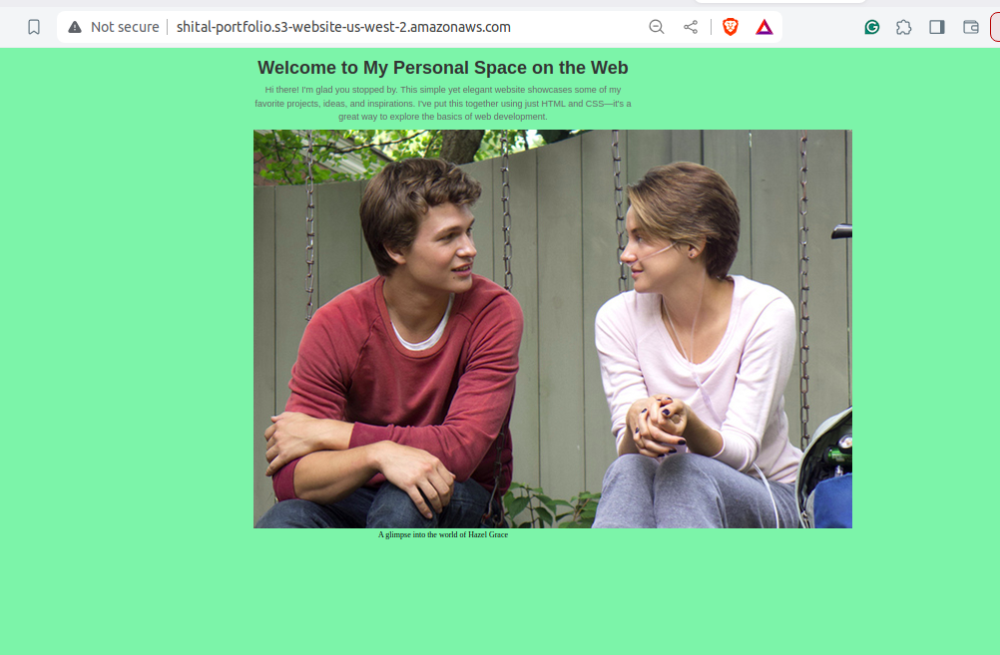 Not secure
shital-portfolio.s3-website-us-west-2.amazonaws.com
Welcome to My Personal Space on the Web
Hi there! I'm glad you stopped by. This simple yet elegant website showcases some of my
favorite projects, ideas, and inspirations. I've put this together using just HTML and CSS—it's a
great way to explore the basics of web development.
A glimpse into the world of Hazel Grace